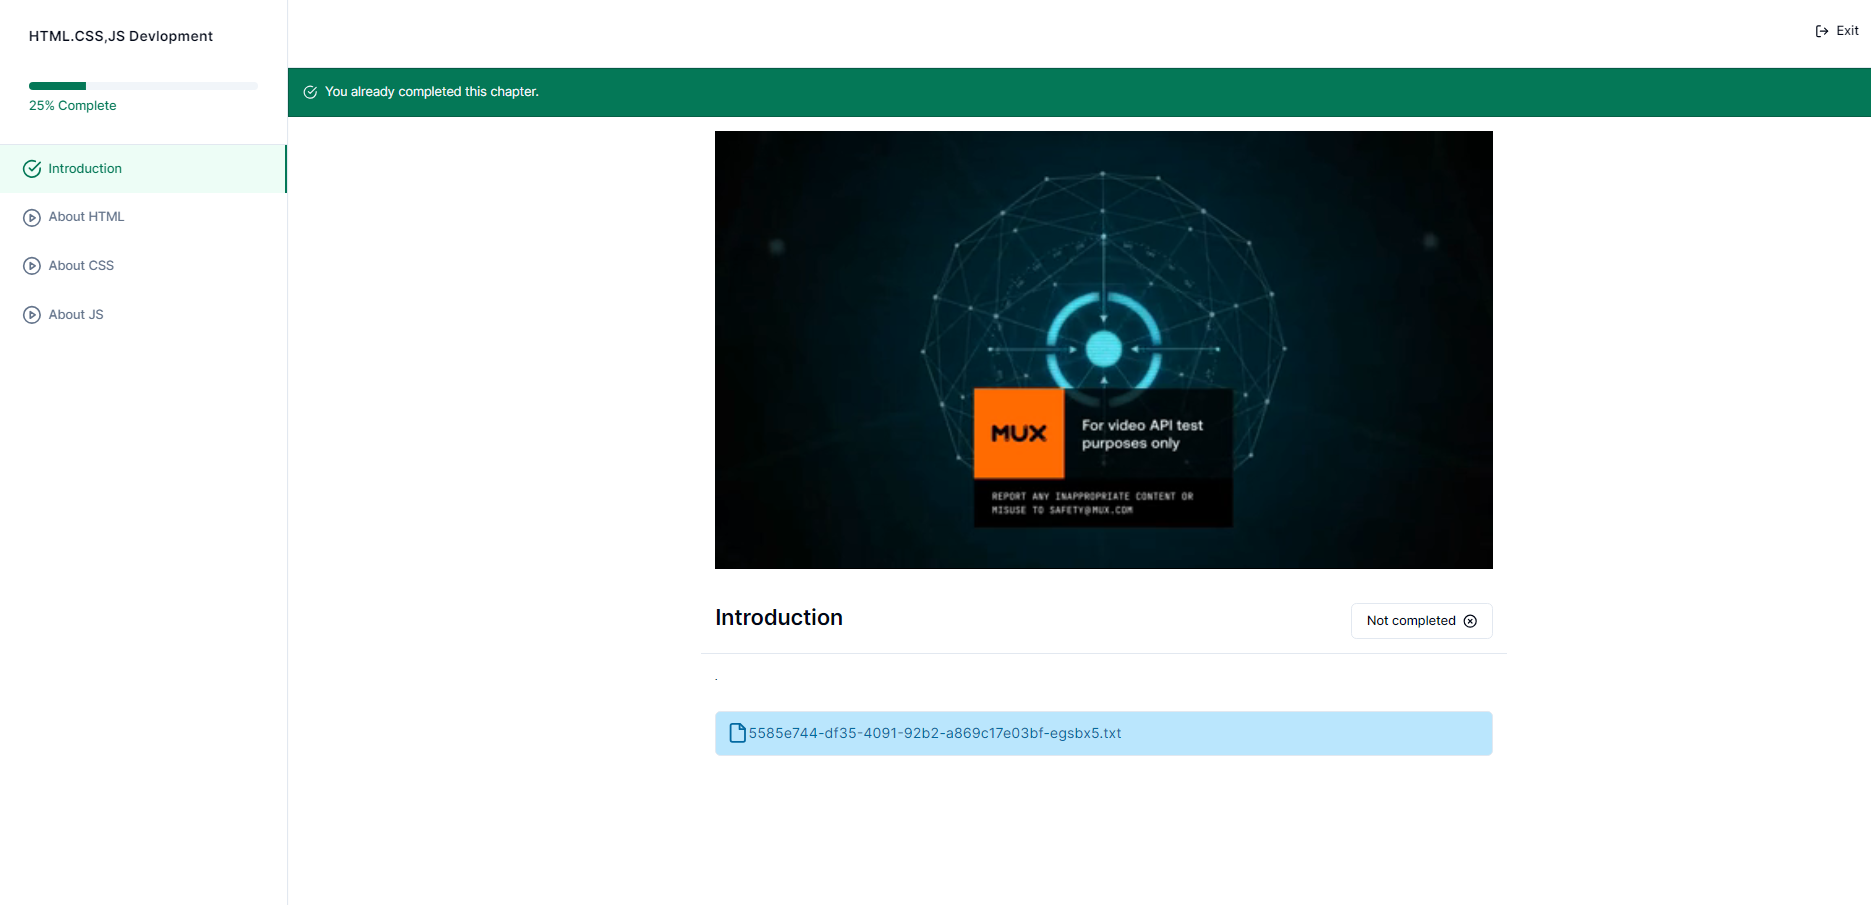 HTML.CSS,JS Devlopment
25% Complete
Introduction
About HTML
About CSS
About JS
Exit
You already completed this chapter.
MUX
For video API test
purposes only
REPORT ANY INAPPROPRIATE CONTENT OR
MISUSE TO SAFETY@MUX.COM
Introduction
Not completed
.
5585e744-df35-4091-92b2-a869c17e03bf-egsbx5.txt